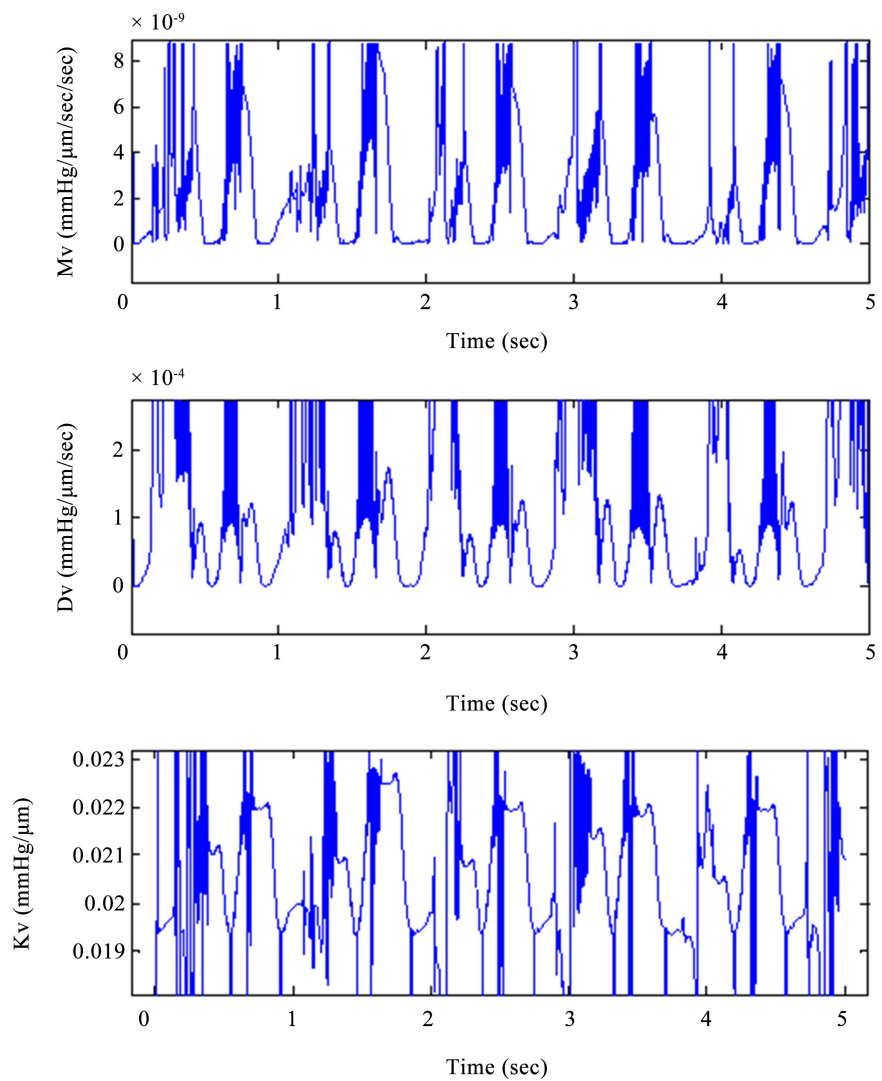 × 10⁻⁹
8
6
4
2
0
Mv (mmHg/μm/sec/sec)
0 1 2 3 4 5
Time (sec)
× 10⁻⁴
2
1
0
Dv (mmHg/μm/sec)
0 1 2 3 4 5
Time (sec)
0.023
0.022
0.021
0.02
0.019
Kv (mmHg/μm)
0 1 2 3 4 5
Time (sec)